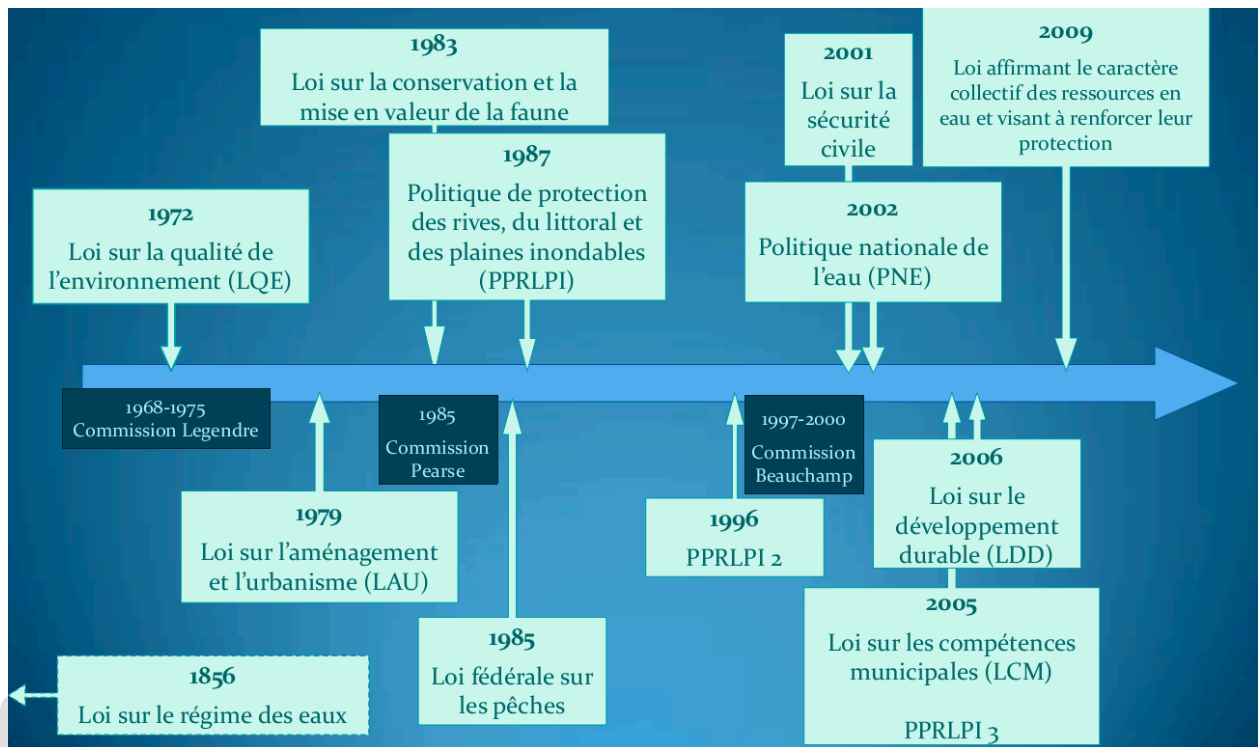 1983
Loi sur la conservation et la
mise en valeur de la faune
2001
Loi sur la
sécurité
civile
2009
Loi affirmant le caractère
collectif des ressources en
eau et visant à renforcer leur
protection
1972
Loi sur la qualité de
l’environnement (LQE)
1987
Politique de protection
des rives, du littoral et
des plaines inondables
(PPRLPI)
2002
Politique nationale de
l’eau (PNE)
1968-1975
Commission Legendre
1985
Commission
Pearse
1997-2000
Commission
Beauchamp
1979
Loi sur l’aménagement
et l’urbanisme (LAU)
1985
Loi fédérale sur
les pêches
1996
PPRLPI 2
2006
Loi sur le
développement
durable (LDD)
2005
Loi sur les compétences
municipales (LCM)
PPRLPI 3
1856
Loi sur le régime des eaux